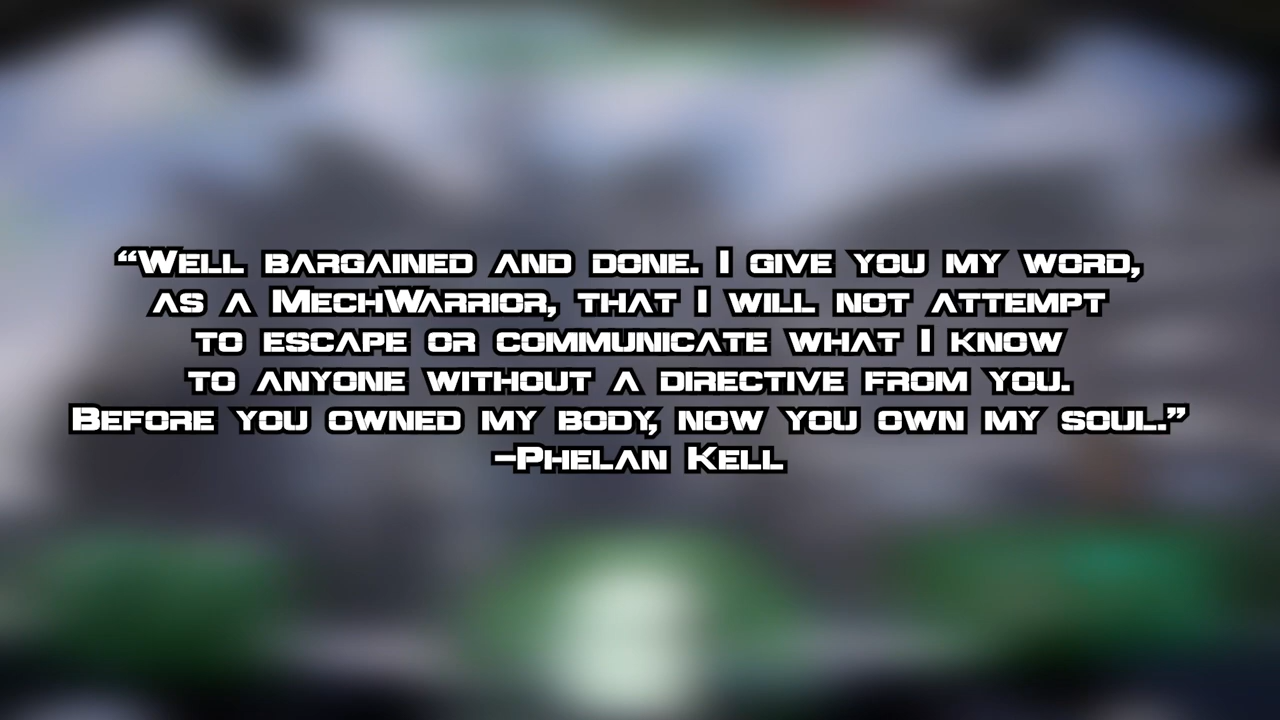 “Well bargained and done. I give you my word,
as a MechWarrior, that I will not attempt
to escape or communicate what I know
to anyone without a directive from you.
Before you owned my body, now you own my soul.”
-Phelan Kell